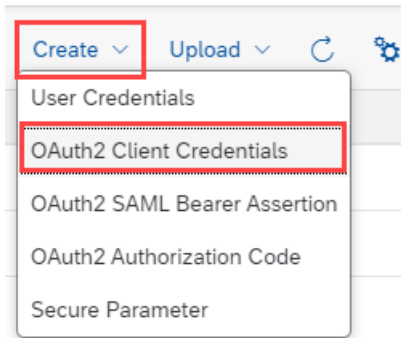 Create Upload
User Credentials
OAuth2 Client Credentials
OAuth2 SAML Bearer Assertion
OAuth2 Authorization Code
Secure Parameter